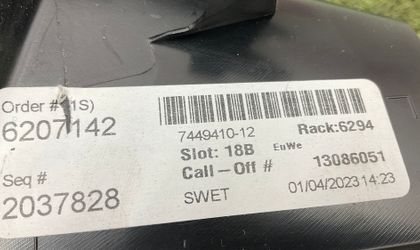 Order # (1S)
6207142
7449410-12 Rack:6294
Slot: 18B EuWe
Seq # Call-Off # 13086051
2037828 SWET 01/04/2023 14:23